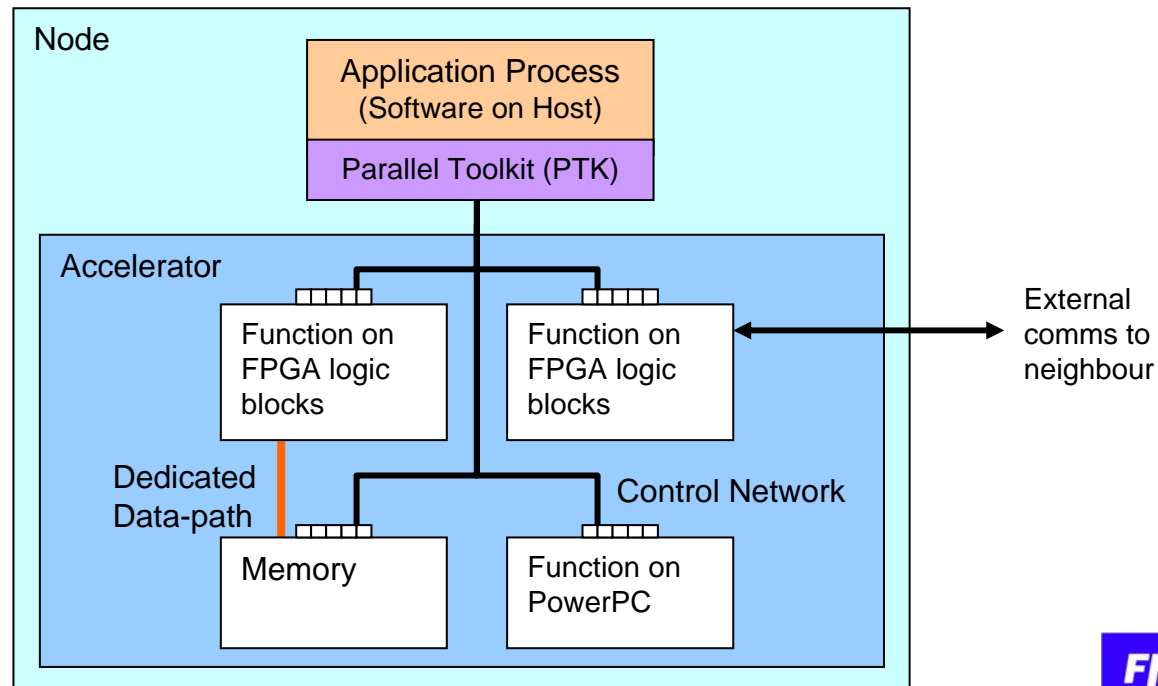 Node
Application Process
(Software on Host)
Parallel Toolkit (PTK)
Accelerator
Function on
FPGA logic
blocks
Function on
FPGA logic
blocks
External
comms to
neighbour
Dedicated
Data-path
Control Network
Memory
Function on
PowerPC